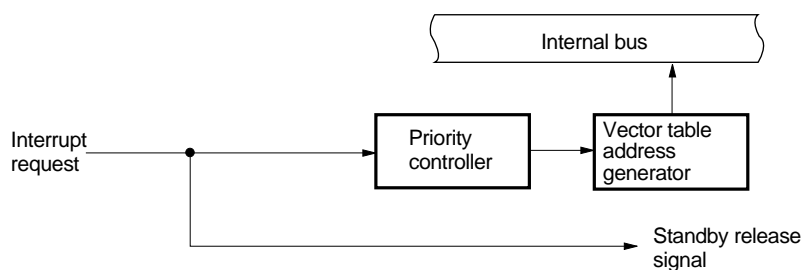 Internal bus
Interrupt
request
Priority
controller
Vector table
address
generator
Standby release
signal